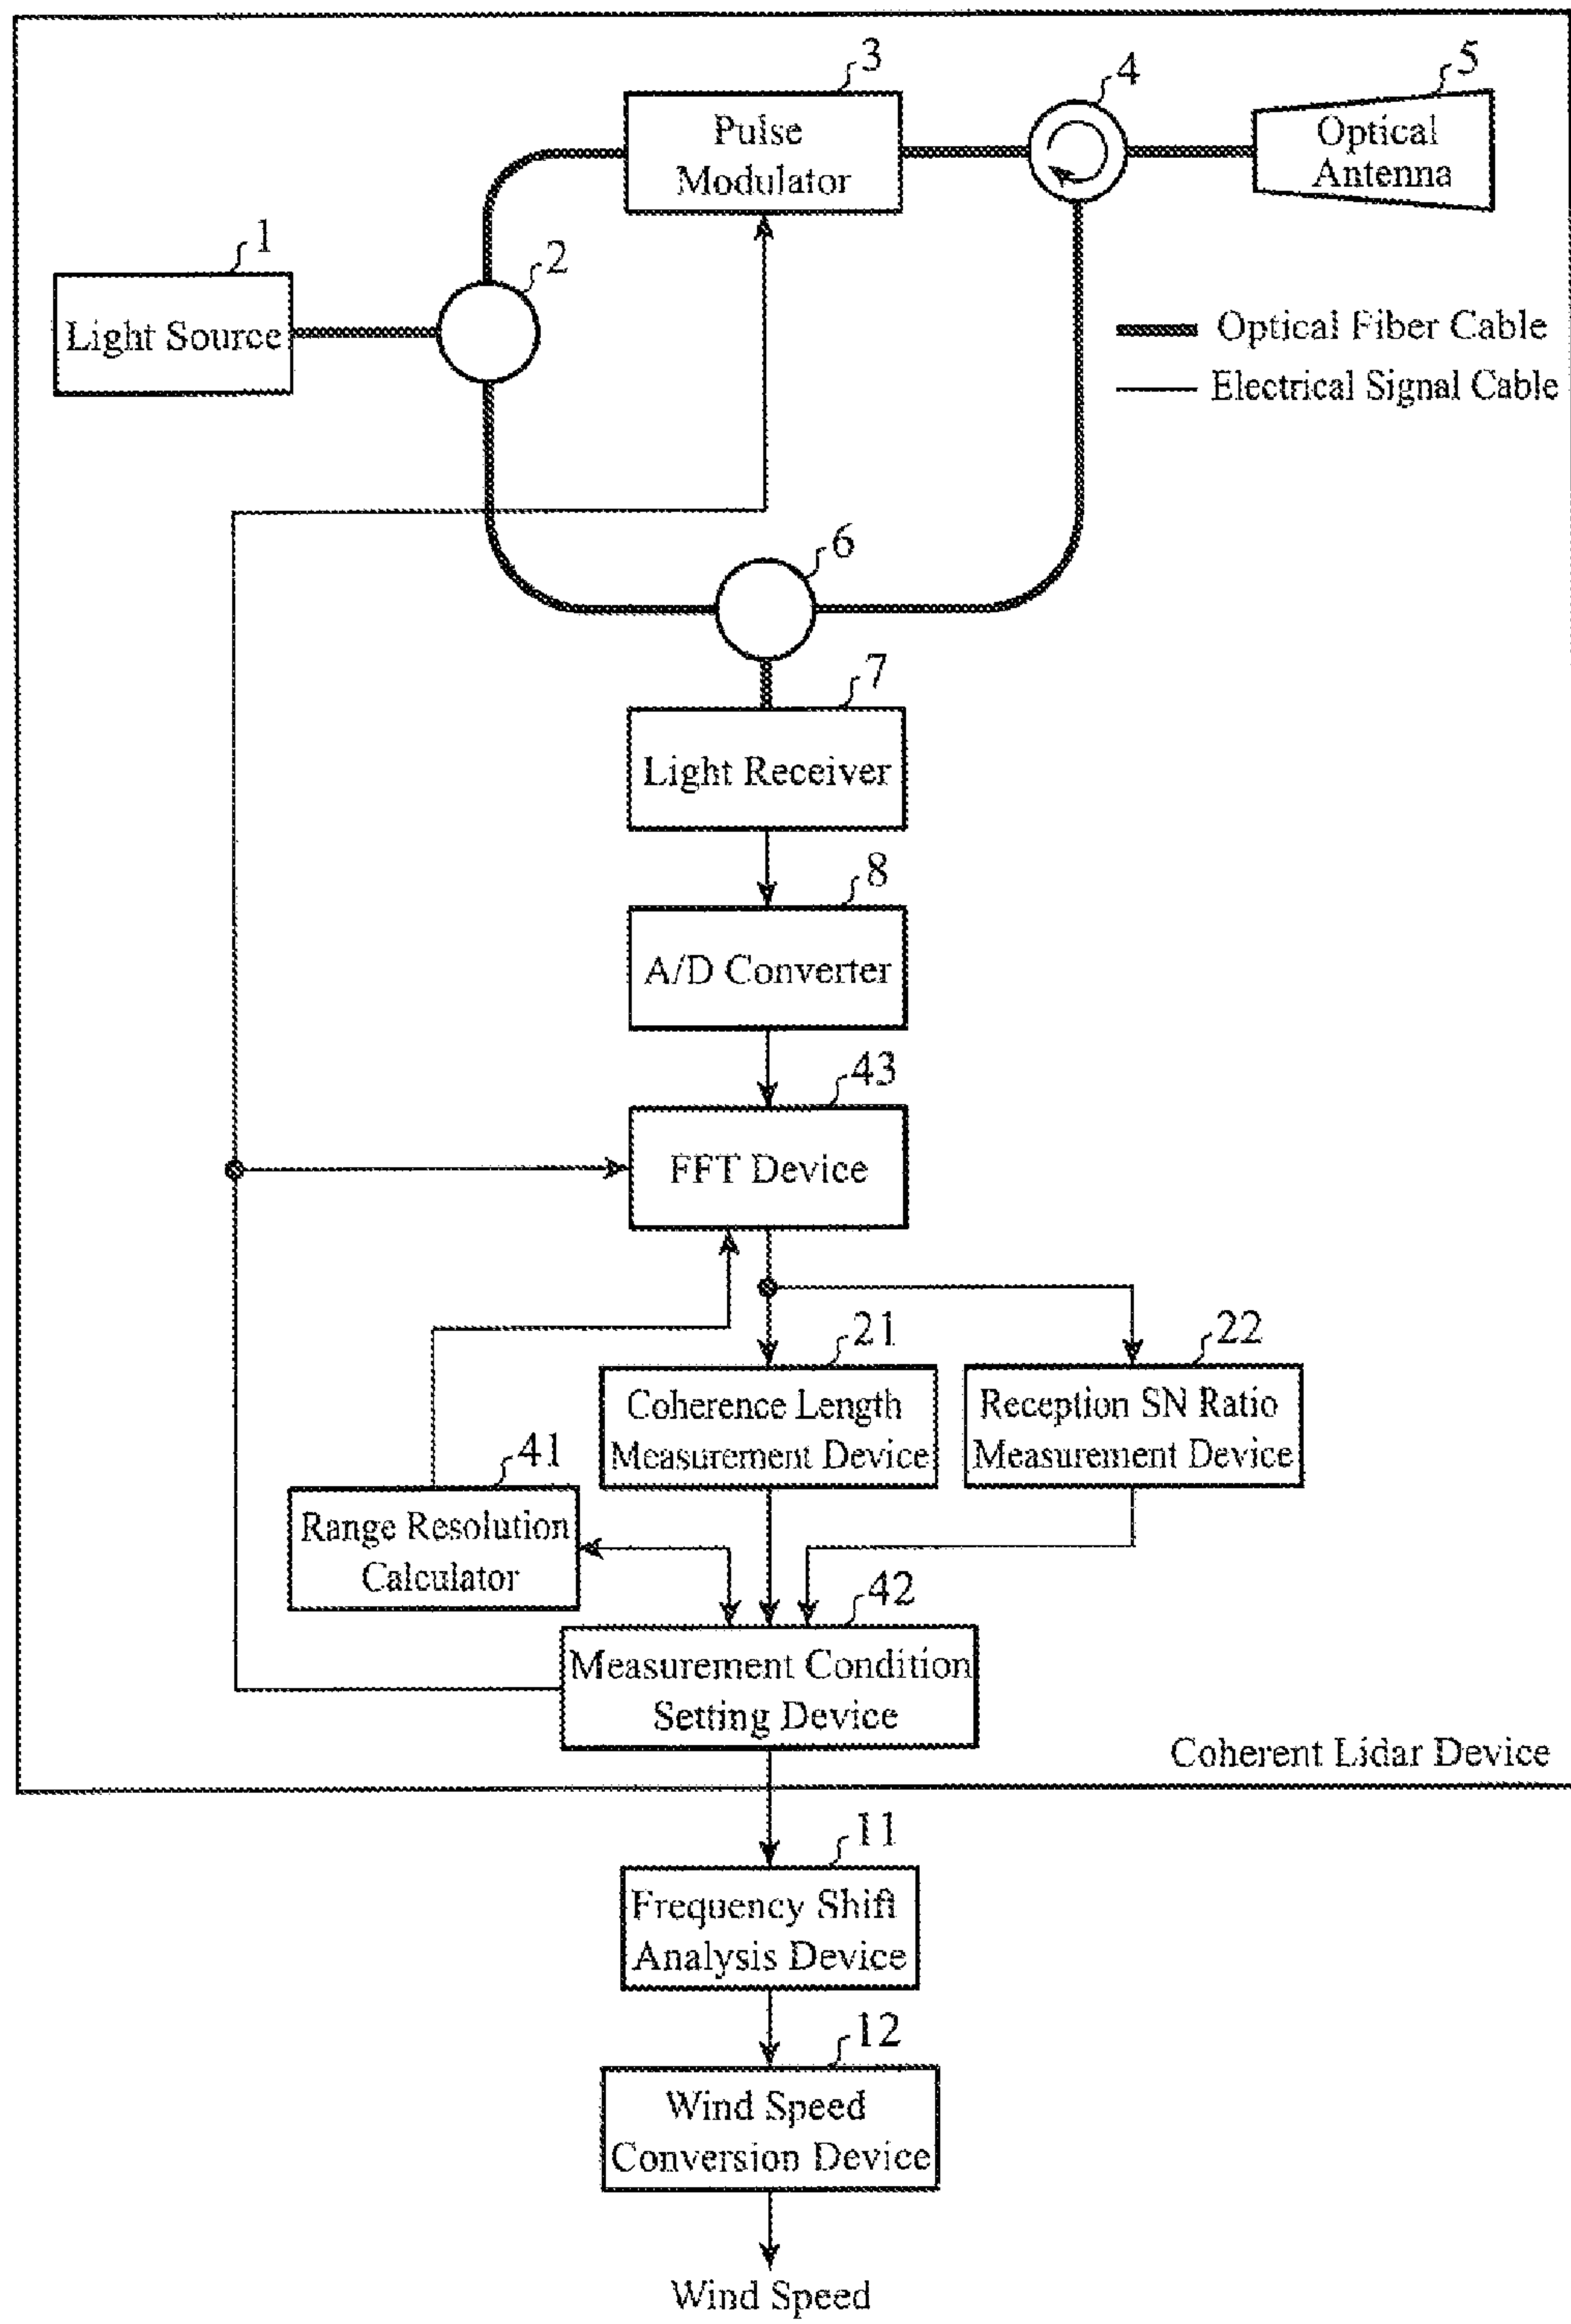 3
Pulse
Modulator
4
5
Optical
Antenna
1
Light Source
2
Optical Fiber Cable
Electrical Signal Cable
6
7
Light Receiver
8
A/D Converter
43
FFT Device
21
Coherence Length
Measurement Device
22
Reception SN Ratio
Measurement Device
41
Range Resolution
Calculator
42
Measurement Condition
Setting Device
Coherent Lidar Device
11
Frequency Shift
Analysis Device
12
Wind Speed
Conversion Device
Wind Speed